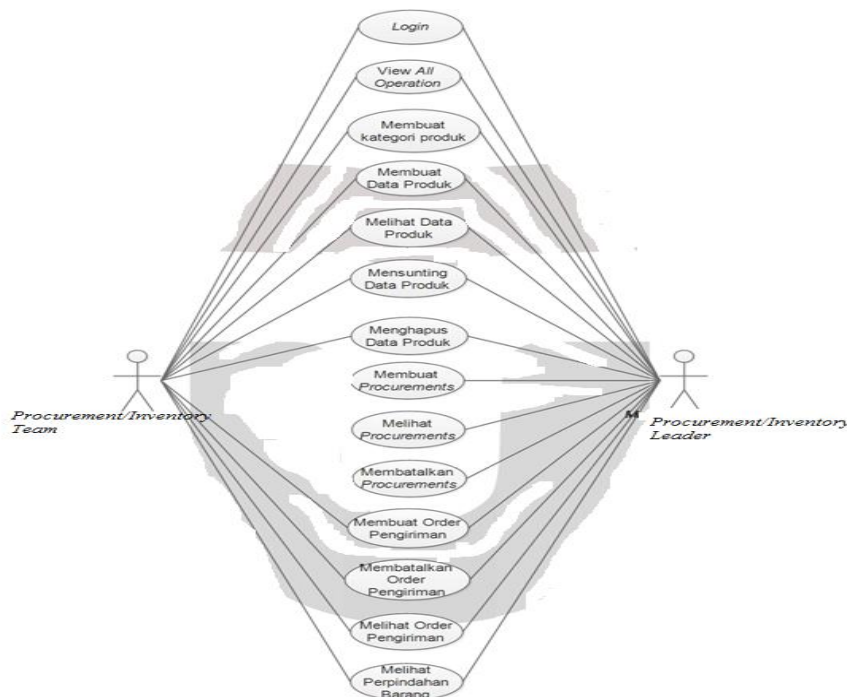 Login
View All
Operation
Membuat
kategori produk
Membuat
Data Produk
Melihat Data
Produk
Mensunting
Data Produk
Menghapus
Data Produk
Membuat
Procurements
Melihat
Procurements
Membatalkan
Procurements
Membuat Order
Pengiriman
Membatalkan
Order
Pengiriman
Melihat Order
Pengiriman
Melihat
Perpindahan
Barang
Procurement/Inventory
Team
M
Procurement/Inventory
Leader